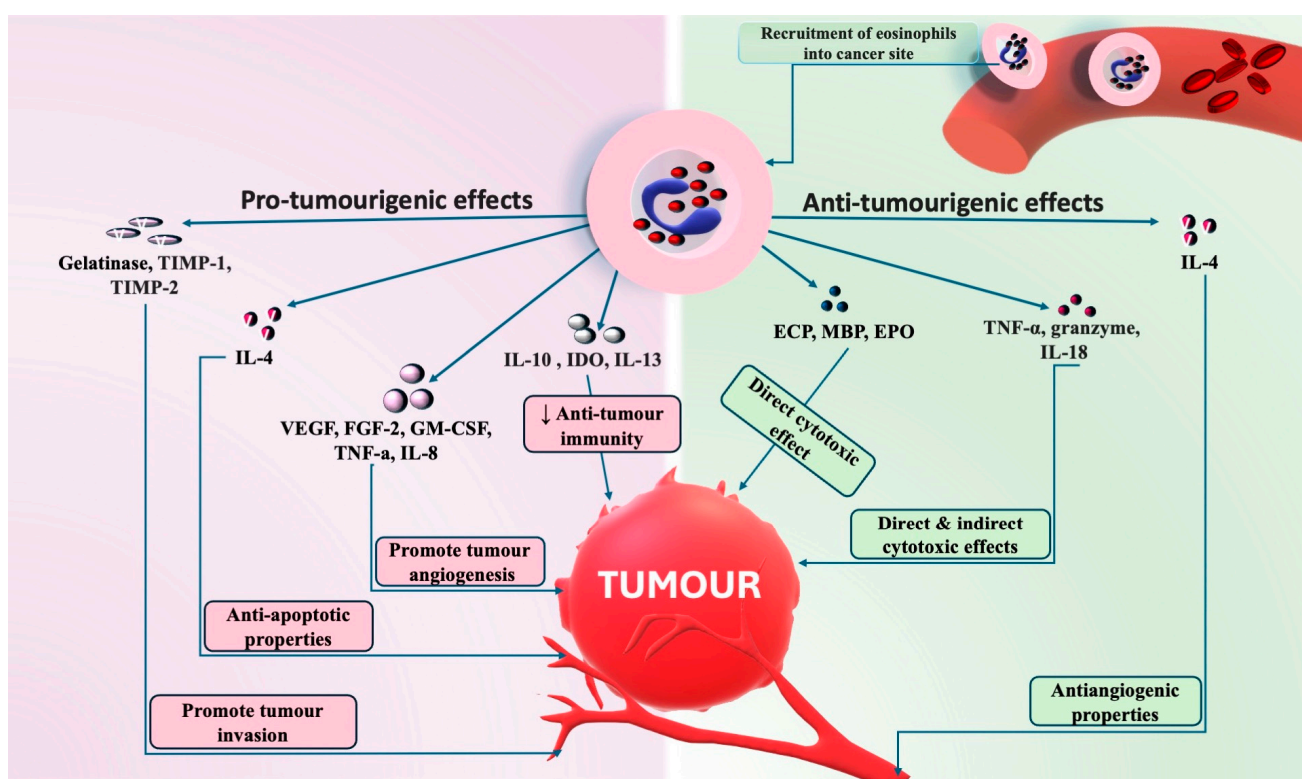 Recruitment of eosinophils
into cancer site
Pro-tumourigenic effects
Anti-tumourigenic effects
Gelatinase, TIMP-1,
TIMP-2
IL-4
VEGF, FGF-2, GM-CSF,
TNF-a, IL-8
IL-10 , IDO, IL-13
ECP, MBP, EPO
TNF-α, granzyme,
IL-18
IL-4
↓ Anti-tumour
immunity
Direct cytotoxic
effect
Promote tumour
angiogenesis
Direct & indirect
cytotoxic effects
TUMOUR
Anti-apoptotic
properties
Promote tumour
invasion
Antiangiogenic
properties